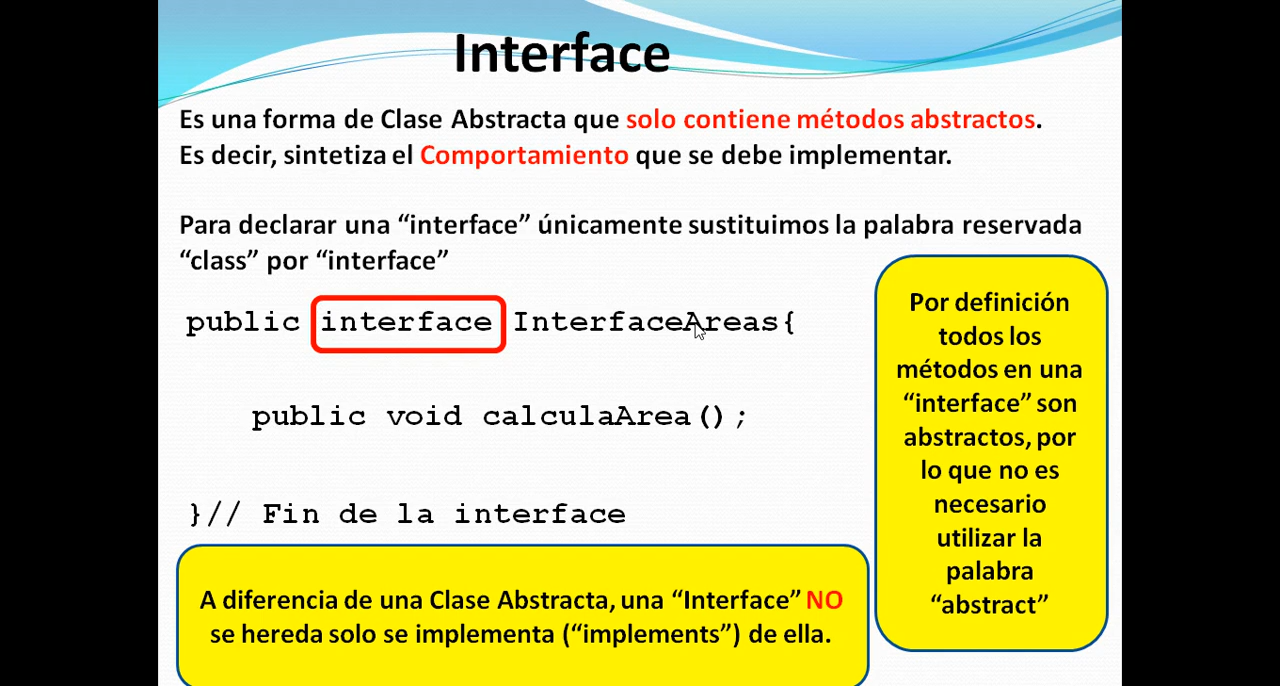 Interface
Es una forma de Clase Abstracta que solo contiene métodos abstractos.
Es decir, sintetiza el Comportamiento que se debe implementar.
Para declarar una “interface” únicamente sustituimos la palabra reservada
“class” por “interface”
public interface InterfaceAreas{
public void calculaArea();
}// Fin de la interface
Por definición
todos los
métodos en una
“interface” son
abstractos, por
lo que no es
necesario
utilizar la
palabra
“abstract”
A diferencia de una Clase Abstracta, una “Interface” NO
se hereda solo se implementa (“implements”) de ella.